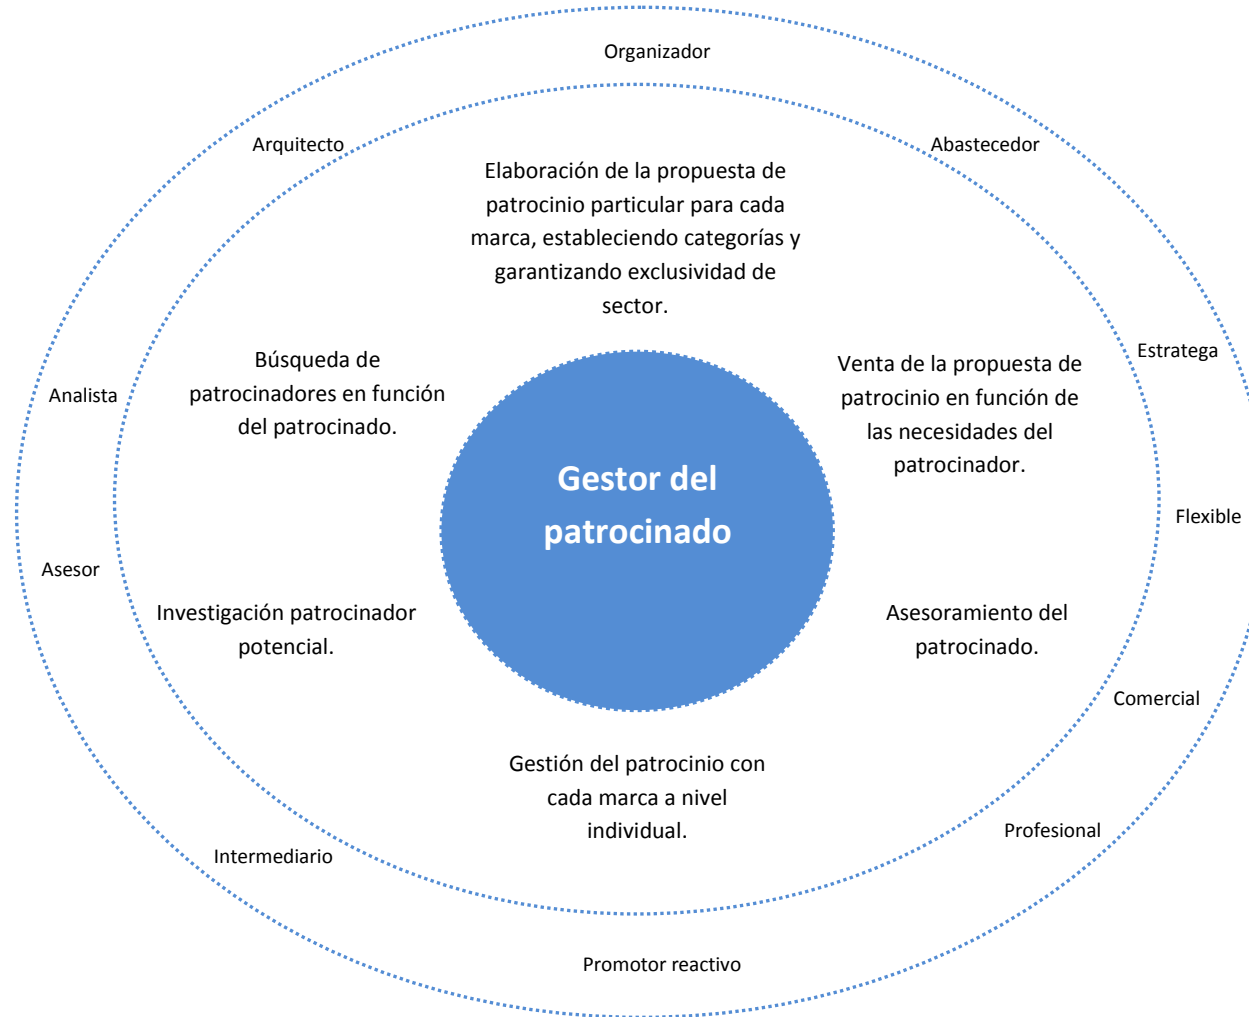 Organizador
Arquitecto
Abastecedor
Elaboración de la propuesta de
patrocinio particular para cada
marca, estableciendo categorías y
garantizando exclusividad de
sector.
Búsqueda de
patrocinadores en función
del patrocinado.
Venta de la propuesta de
patrocinio en función de
las necesidades del
patrocinador.
Estratega
Analista
Gestor del
patrocinado
Flexible
Asesor
Investigación patrocinador
potencial.
Asesoramiento del
patrocinado.
Comercial
Gestión del patrocinio con
cada marca a nivel
individual.
Profesional
Intermediario
Promotor reactivo